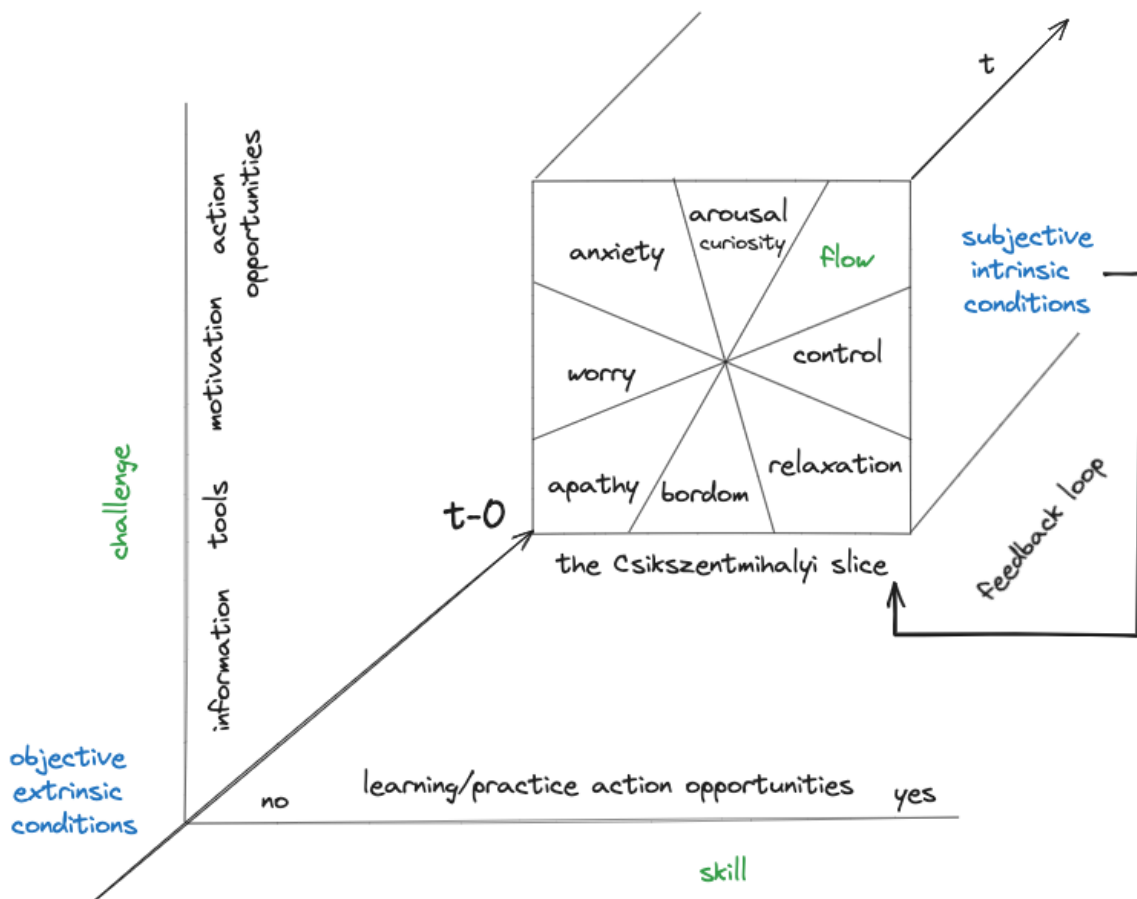 t
action
opportunities
arousal
curiosity
anxiety
flow
subjective
intrinsic
conditions
motivation
control
worry
challenge
relaxation
tools
apathy
bordom
t-0
the Csikszentmihalyi slice
feedback loop
information
objective
extrinsic
conditions
no
learning/practice action opportunities
yes
skill